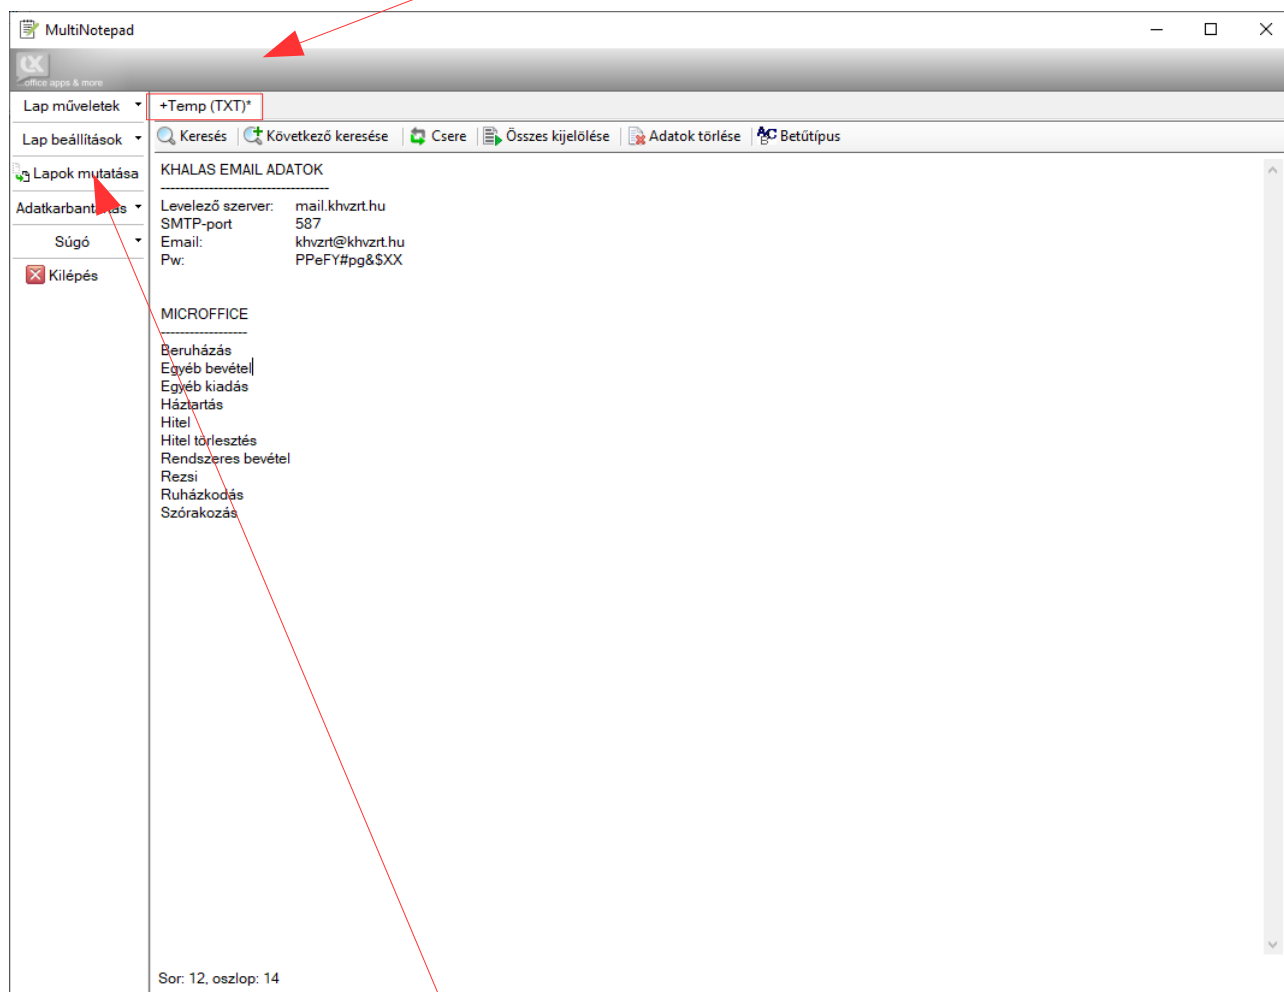 MultiNotepad
office apps & more
Lap műveletek
+Temp (TXT)*
Lap beállítások
Keresés Következő keresése Csere Összes kijelölése Adatok törlése Betűtípus
Lapok mutatása
Adatkarbantartás
Súgó
Kilépés
KHALAS EMAIL ADATOK
-----------------------------------
Levelező szerver: mail.khvzrt.hu
SMTP-port 587
Email: khvzrt@khvzrt.hu
Pw: PPeFY#pg&$XX
MICROFFICE
------------------
Beruházás
Egyéb bevétel
Egyéb kiadás
Háztartás
Hitel
Hitel törlesztés
Rendszeres bevétel
Rezsi
Ruházkodás
Szórakozás
Sor: 12, oszlop: 14